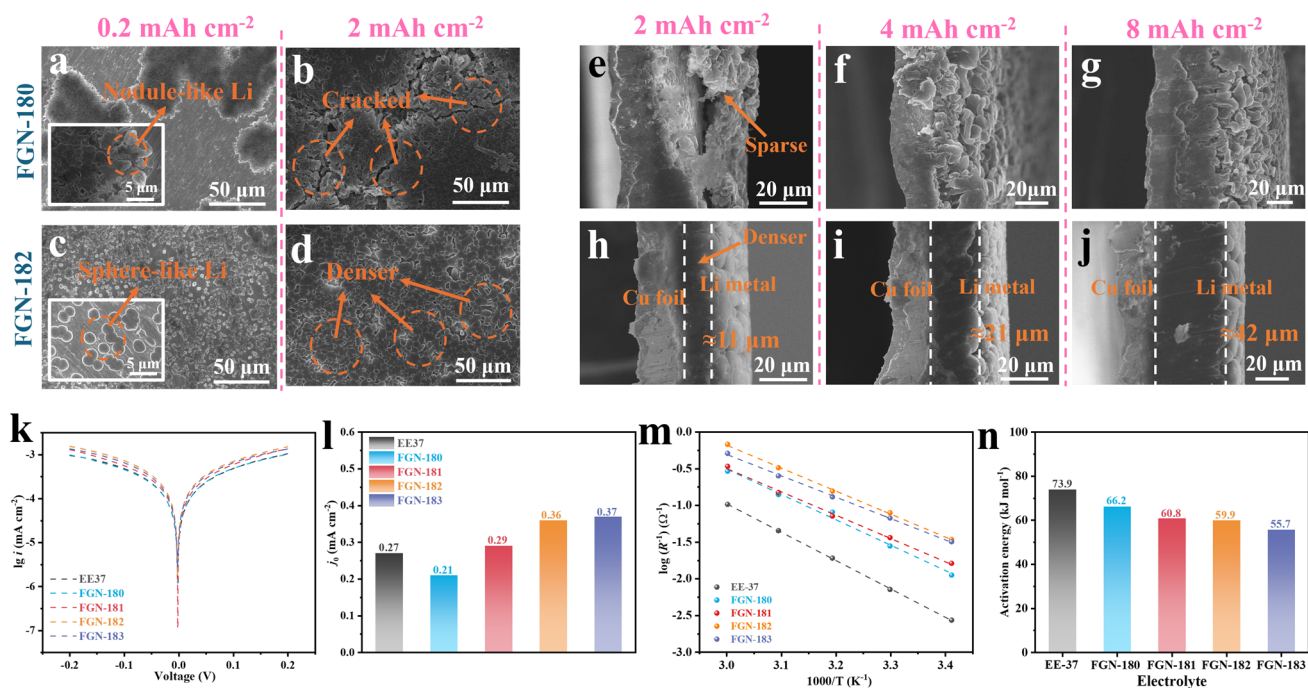 0.2 mAh cm⁻²
2 mAh cm⁻²
2 mAh cm⁻²
4 mAh cm⁻²
8 mAh cm⁻²
FGN-180
a
Nodule-like Li
5 μm
50 μm
b
Cracked
50 μm
e
Sparse
20 μm
f
20μm
g
20 μm
FGN-182
c
Sphere-like Li
5 μm
50 μm
d
Denser
50 μm
h
Denser
Cu foil
Li metal
≈11 μm
20 μm
i
Cu foil
Li metal
≈21 μm
20μm
j
Cu foil
Li metal
≈42 μm
20 μm
k
lg i (mA cm⁻²)
-3
-4
-5
-6
-7
EE37
FGN-180
FGN-181
FGN-182
FGN-183
-0.2
-0.1
0.0
0.1
0.2
Voltage (V)
l
j₀ (mA cm⁻²)
0.6
0.5
0.4
0.3
0.2
0.1
0.0
EE37
FGN-180
FGN-181
FGN-182
FGN-183
0.27
0.21
0.29
0.36
0.37
m
log (R⁻¹) (Ω⁻¹)
0.0
-0.5
-1.0
-1.5
-2.0
-2.5
-3.0
EE-37
FGN-180
FGN-181
FGN-182
FGN-183
3.0
3.1
3.2
3.3
3.4
1000/T (K⁻¹)
n
Activation energy (kJ mol⁻¹)
100
80
60
40
20
0
73.9
66.2
60.8
59.9
55.7
EE-37
FGN-180
FGN-181
FGN-182
FGN-183
Electrolyte